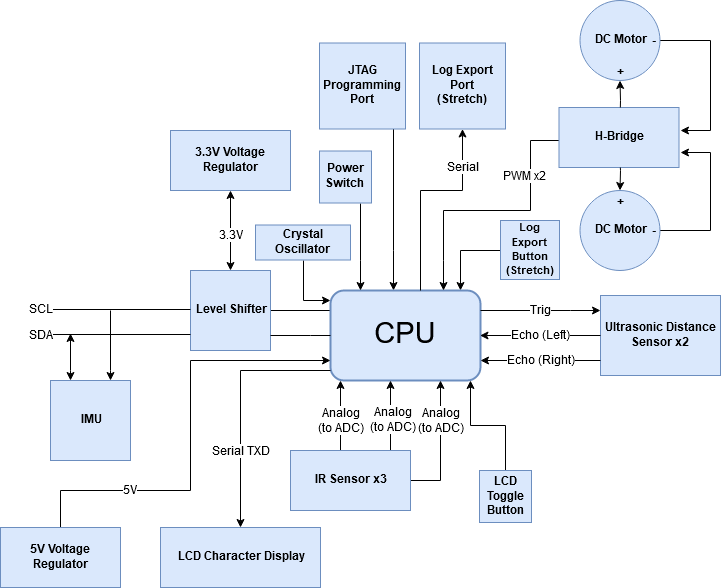 DC Motor
-
+
JTAG
Programming
Port
Log Export
Port
(Stretch)
H-Bridge
3.3V Voltage
Regulator
Power
Switch
Serial
PWM x2
+
DC Motor
-
3.3V
Crystal
Oscillator
Log
Export
Button
(Stretch)
SCL
Level Shifter
CPU
Trig
Ultrasonic Distance
Sensor x2
SDA
Echo (Left)
Echo (Right)
IMU
Analog
(to ADC)
Analog
(to ADC)
Analog
(to ADC)
Serial TXD
IR Sensor x3
LCD
Toggle
Button
5V
5V Voltage
Regulator
LCD Character Display